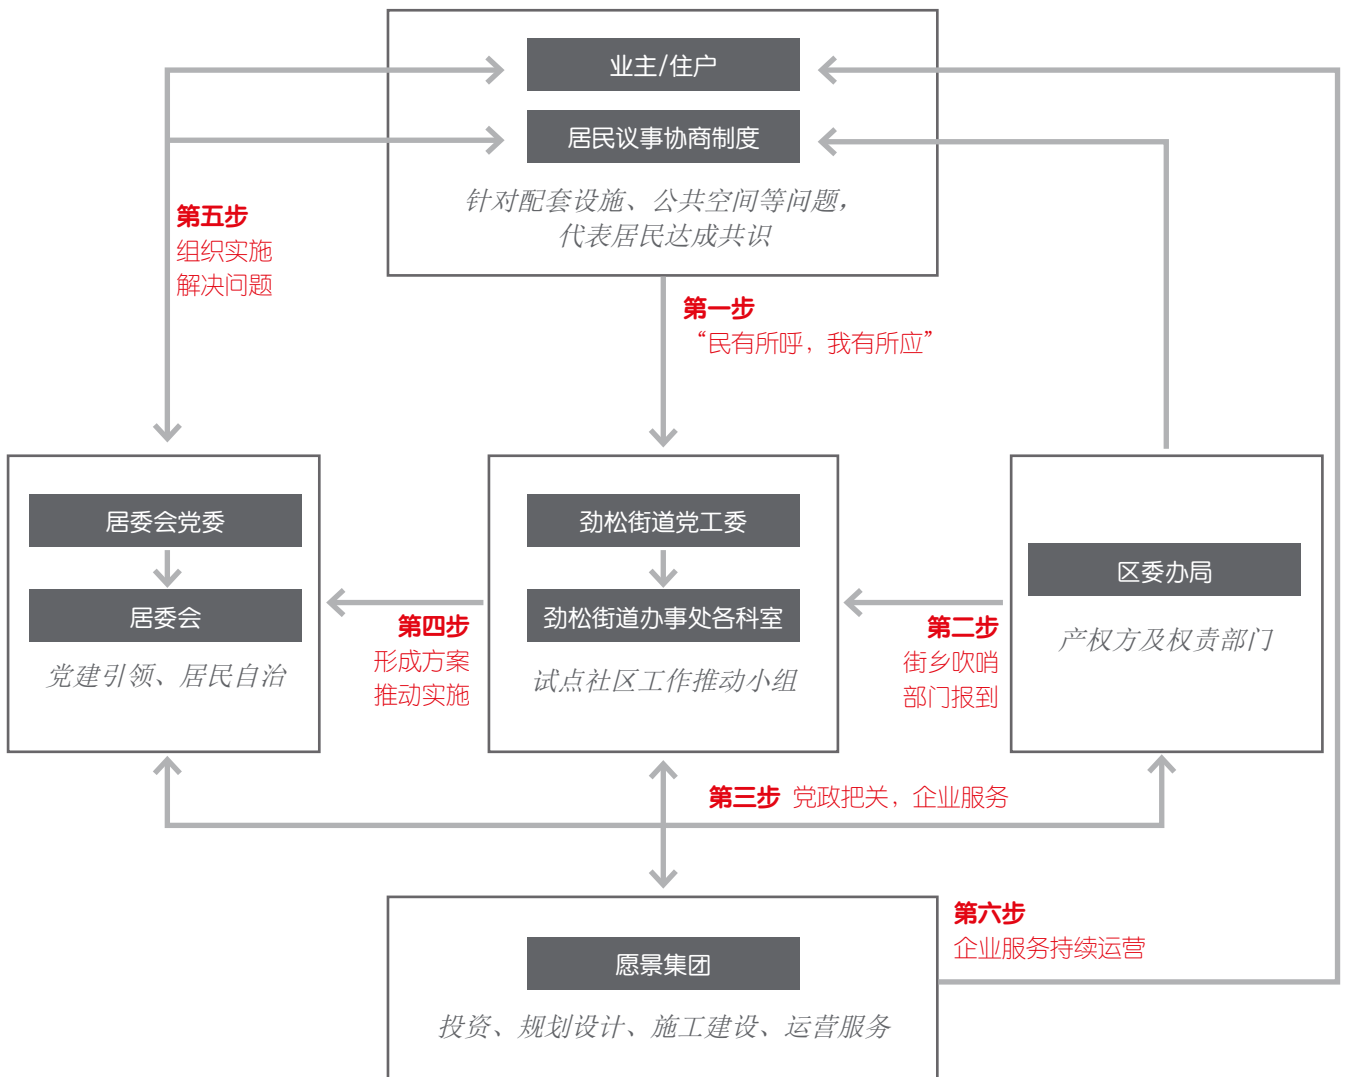 业主/住户
居民议事协商制度
针对配套设施、公共空间等问题，
代表居民达成共识
第五步
组织实施
解决问题
第一步
“民有所呼，我有所应”
居委会党委
居委会
党建引领、居民自治
第四步
形成方案
推动实施
劲松街道党工委
劲松街道办事处各科室
试点社区工作推动小组
第二步
街乡吹哨
部门报到
区委办局
产权方及权责部门
第三步 党政把关，企业服务
愿景集团
投资、规划设计、施工建设、运营服务
第六步
企业服务持续运营